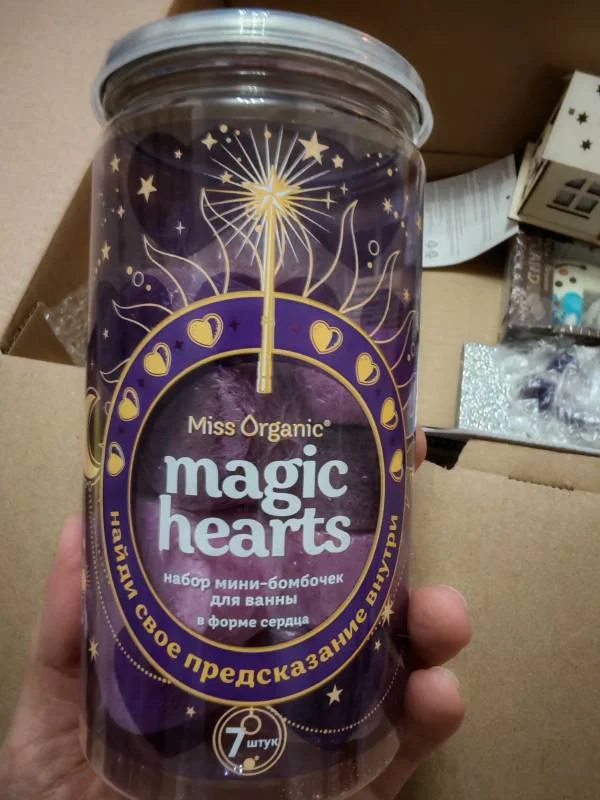 Miss Organic®
magic
hearts
набор мини-бомбочек
для ванны
в форме сердца
найди свое предсказание внутри
7 штук